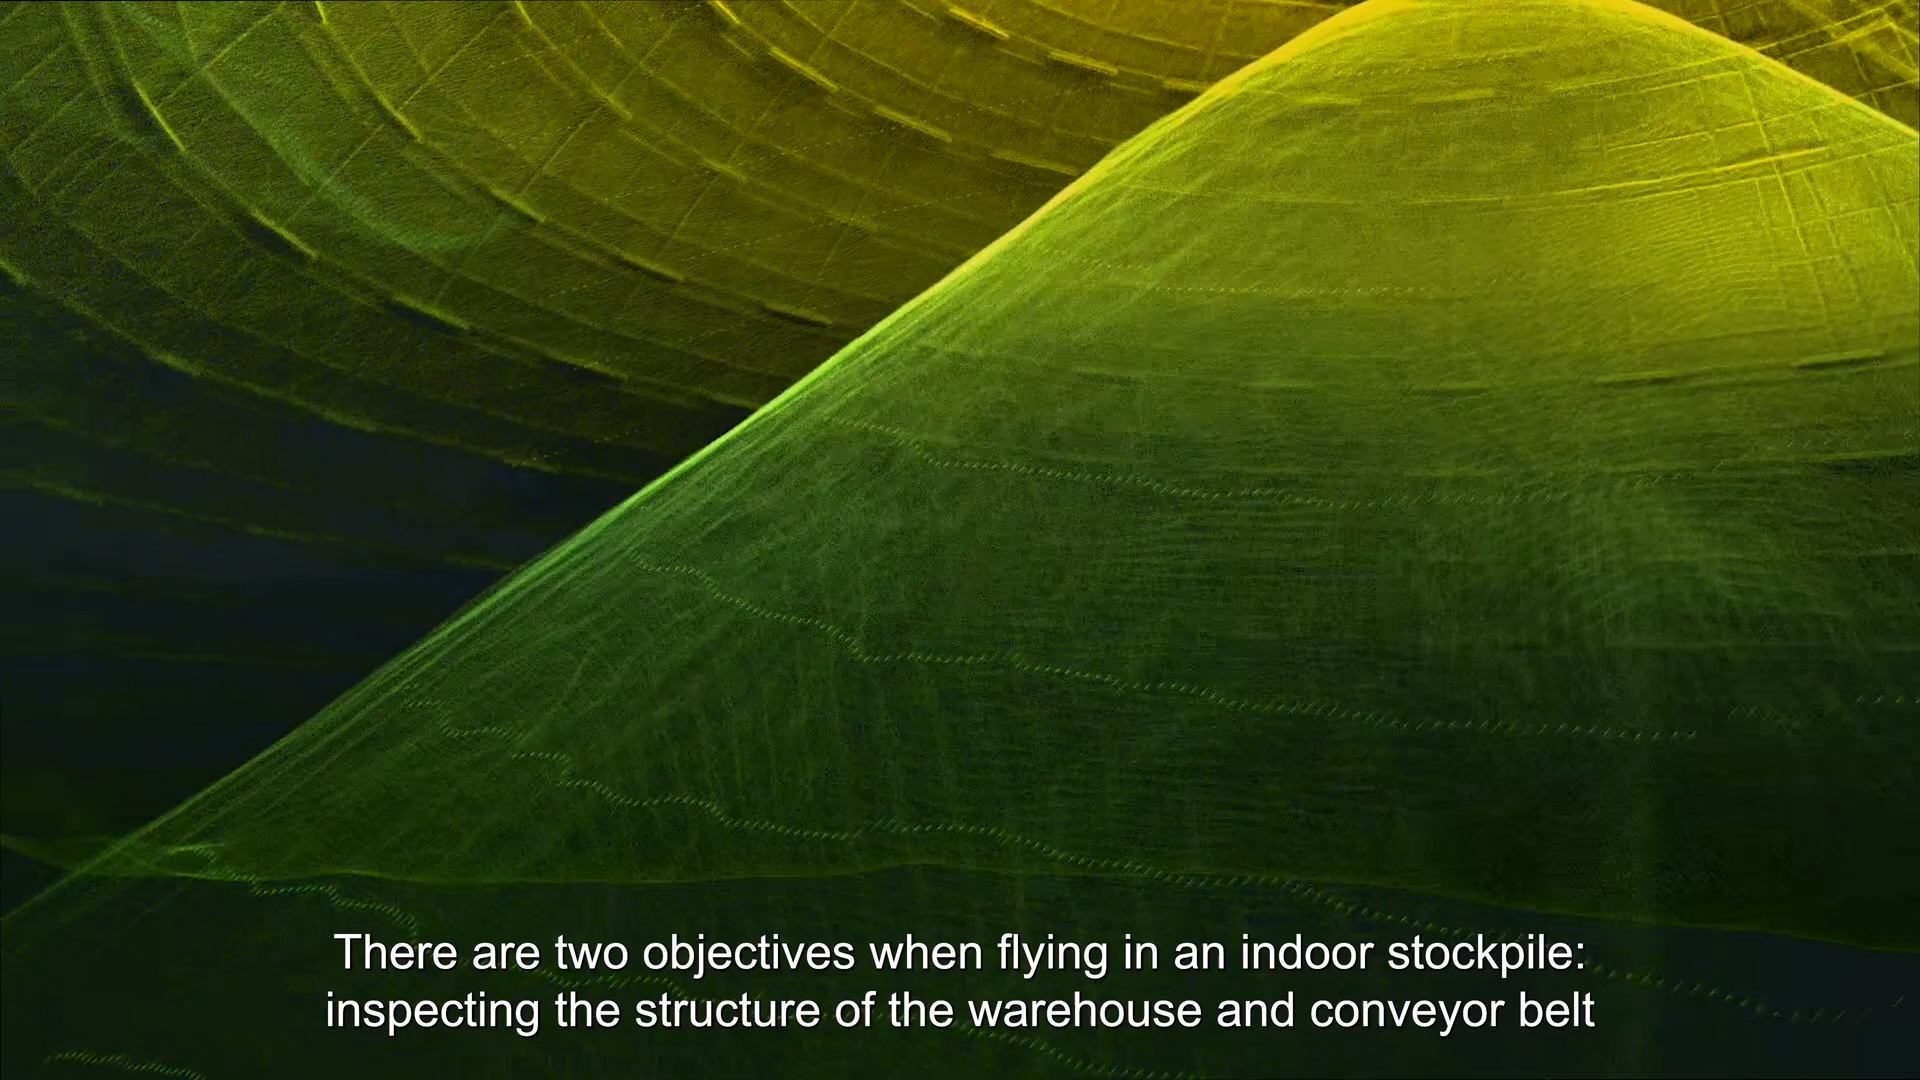 There are two objectives when flying in an indoor stockpile:
inspecting the structure of the warehouse and conveyor belt